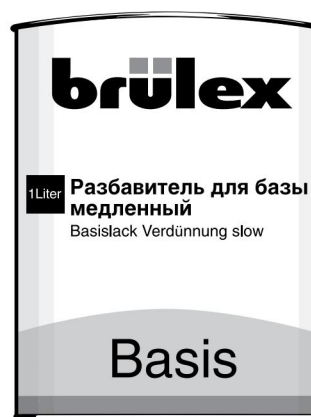 brülex
1Liter
Разбавитель для базы
медленный
Basislack Verdünnung slow
Basis